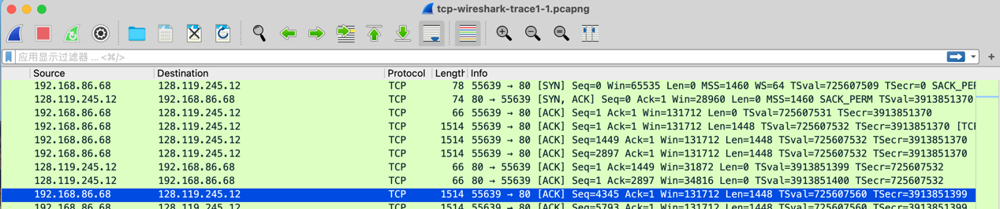 tcp-wireshark-trace1-1.pcapng
应用显示过滤器 … <⌘/>
Source Destination Protocol Length Info
192.168.86.68 128.119.245.12 TCP 78 55639 → 80 [SYN] Seq=0 Win=65535 Len=0 MSS=1460 WS=64 TSval=725607509 TSecr=0 SACK_PER
128.119.245.12 192.168.86.68 TCP 74 80 → 55639 [SYN, ACK] Seq=0 Ack=1 Win=28960 Len=0 MSS=1460 SACK_PERM TSval=3913851370
192.168.86.68 128.119.245.12 TCP 66 55639 → 80 [ACK] Seq=1 Ack=1 Win=131712 Len=0 TSval=725607531 TSecr=3913851370
192.168.86.68 128.119.245.12 TCP 1514 55639 → 80 [ACK] Seq=1 Ack=1 Win=131712 Len=1448 TSval=725607532 TSecr=3913851370 [TCP
192.168.86.68 128.119.245.12 TCP 1514 55639 → 80 [ACK] Seq=1449 Ack=1 Win=131712 Len=1448 TSval=725607532 TSecr=3913851370
192.168.86.68 128.119.245.12 TCP 1514 55639 → 80 [ACK] Seq=2897 Ack=1 Win=131712 Len=1448 TSval=725607532 TSecr=3913851370
128.119.245.12 192.168.86.68 TCP 66 80 → 55639 [ACK] Seq=1 Ack=1449 Win=31872 Len=0 TSval=3913851399 TSecr=725607532
128.119.245.12 192.168.86.68 TCP 66 80 → 55639 [ACK] Seq=1 Ack=2897 Win=34816 Len=0 TSval=3913851400 TSecr=725607532
192.168.86.68 128.119.245.12 TCP 1514 55639 → 80 [ACK] Seq=4345 Ack=1 Win=131712 Len=1448 TSval=725607560 TSecr=3913851399
192.168.86.68 128.119.245.12 TCP 1514 55639 → 80 [ACK] Seq=5793 Ack=1 Win=131712 Len=1448 TSval=725607560 TSecr=3913851399